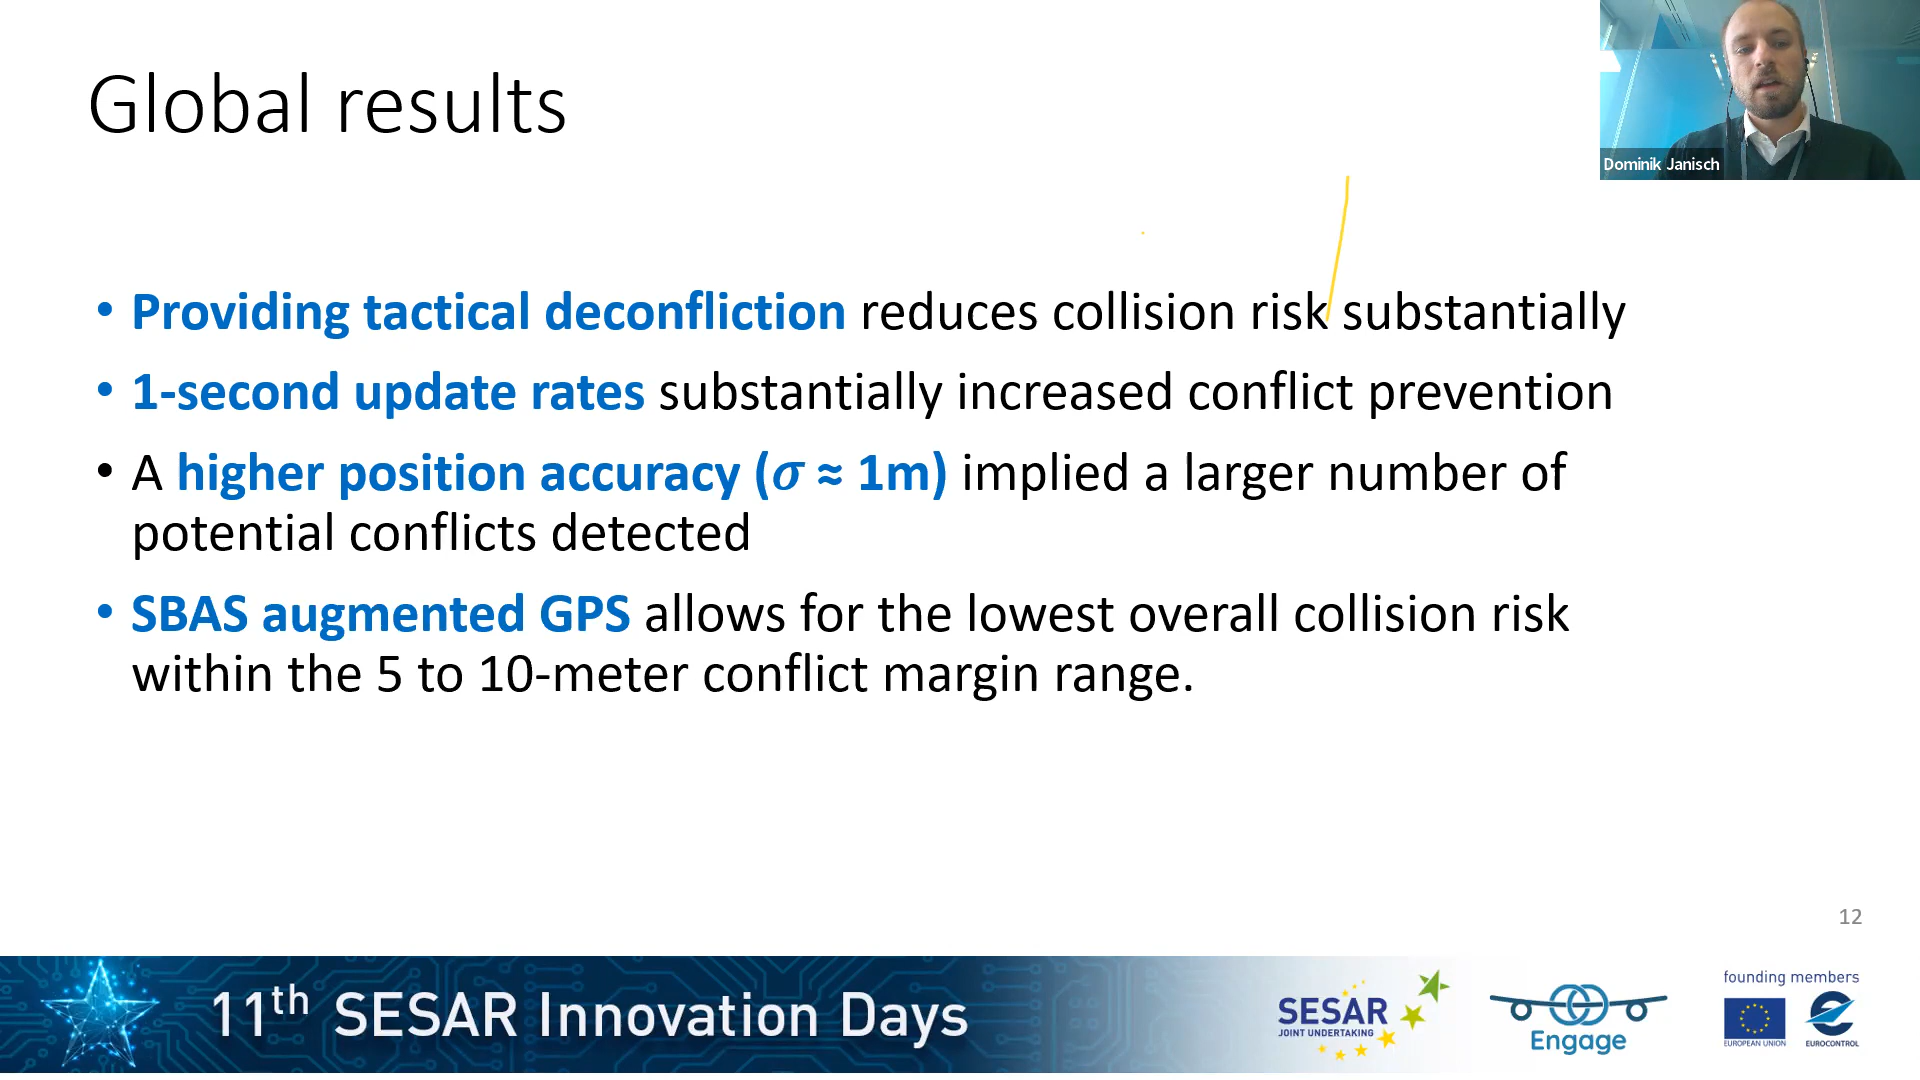 Global results
Dominik Janisch
• Providing tactical deconfliction reduces collision risk substantially
• 1-second update rates substantially increased conflict prevention
• A higher position accuracy (σ ≈ 1m) implied a larger number of
potential conflicts detected
• SBAS augmented GPS allows for the lowest overall collision risk
within the 5 to 10-meter conflict margin range.
12
11th SESAR Innovation Days
SESAR
JOINT UNDERTAKING
Engage
founding members
EUROPEAN UNION
EUROCONTROL